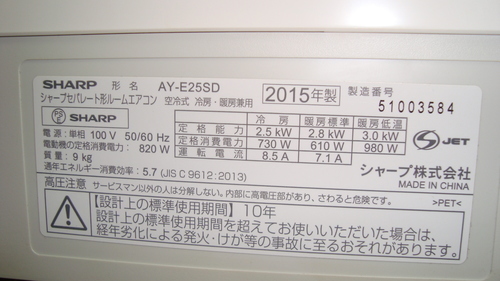 SHARP 形名 AY-E25SD 2015年製 製造番号 51003584
シャープセパレート形ルームエアコン 空冷式 冷房・暖房兼用
PS E SHARP
冷房 暖房 暖房低温
定格能力 2.5 kW 2.8 kW 3.0 kW
定格消費電力 730 W 610 W 980 W
運転電流 8.5 A 7.1 A
電源:単相 100 V 50/60 Hz
電動機の定格消費電力: 820 W
質量: 9 kg
通年エネルギー消費効率: 5.7 (JIS C 9612:2013)
S JET
シャープ株式会社
MADE IN CHINA
高圧注意 サービスマン以外の人は分解しない。内部に高電圧部があり、さわると危険です。
>PET<
【設計上の標準使用期間】10年
設計上の標準使用期間を超えてお使いいただいた場合は、
経年劣化による発火・けが等の事故に至るおそれがあります。